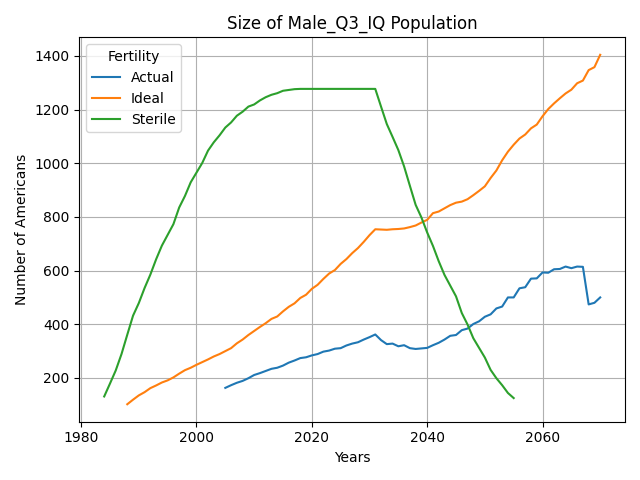 Size of Male_Q3_IQ Population
Fertility
Actual
Ideal
Sterile
Number of Americans
1400
1200
1000
800
600
400
200
1980
2000
2020
2040
2060
Years